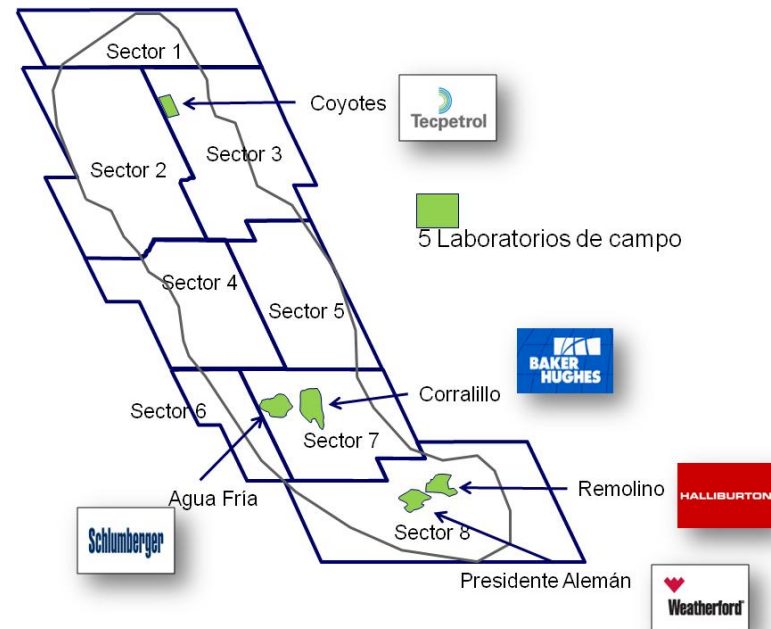 Sector 1
Coyotes
Tecpetrol
Sector 3
Sector 2
5 Laboratorios de campo
Sector 4
Sector 5
BAKER
HUGHES
Corralillo
Sector 6
Sector 7
Agua Fría
Remolino
HALLIBURTON
Schlumberger
Sector 8
Presidente Alemán
Weatherford